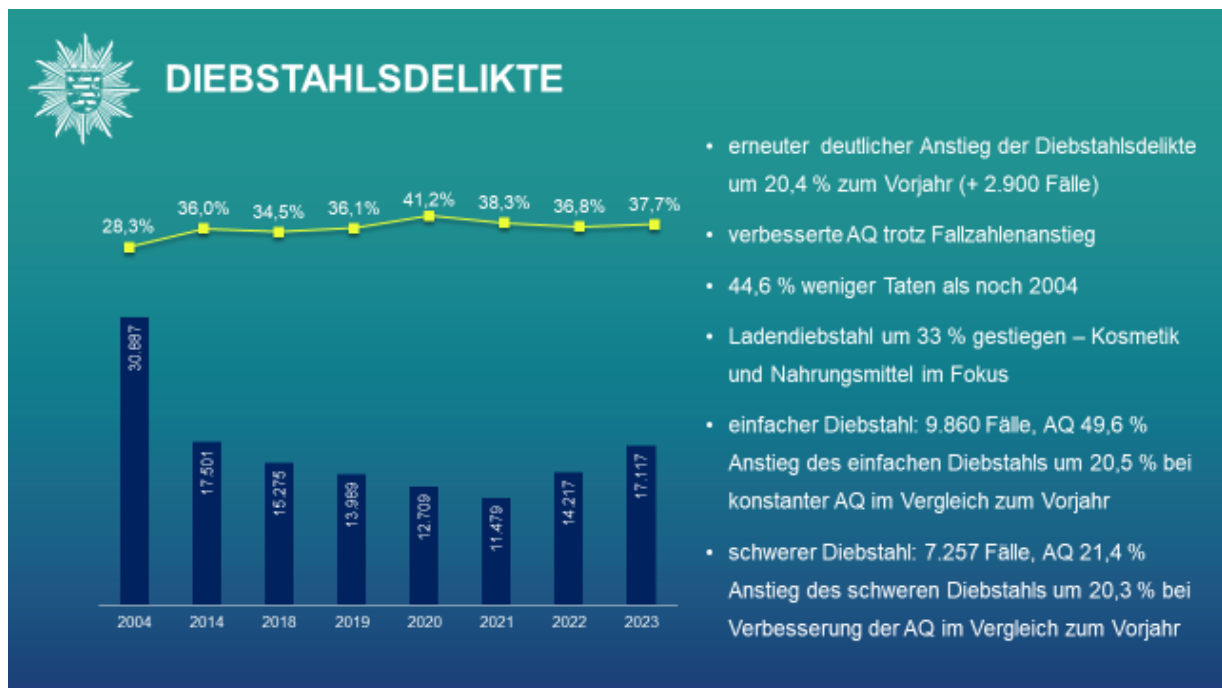 DIEBSTAHLSDELIKTE
28,3%
36,0%
34,5%
36,1%
41,2%
38,3%
36,8%
37,7%
30.887
17.501
15.275
13.989
12.709
11.479
14.217
17.117
2004
2014
2018
2019
2020
2021
2022
2023
• erneuter deutlicher Anstieg der Diebstahlsdelikte
um 20,4 % zum Vorjahr (+ 2.900 Fälle)
• verbesserte AQ trotz Fallzahlenanstieg
• 44,6 % weniger Taten als noch 2004
• Ladendiebstahl um 33 % gestiegen – Kosmetik
und Nahrungsmittel im Fokus
• einfacher Diebstahl: 9.860 Fälle, AQ 49,6 %
Anstieg des einfachen Diebstahls um 20,5 % bei
konstanter AQ im Vergleich zum Vorjahr
• schwerer Diebstahl: 7.257 Fälle, AQ 21,4 %
Anstieg des schweren Diebstahls um 20,3 % bei
Verbesserung der AQ im Vergleich zum Vorjahr